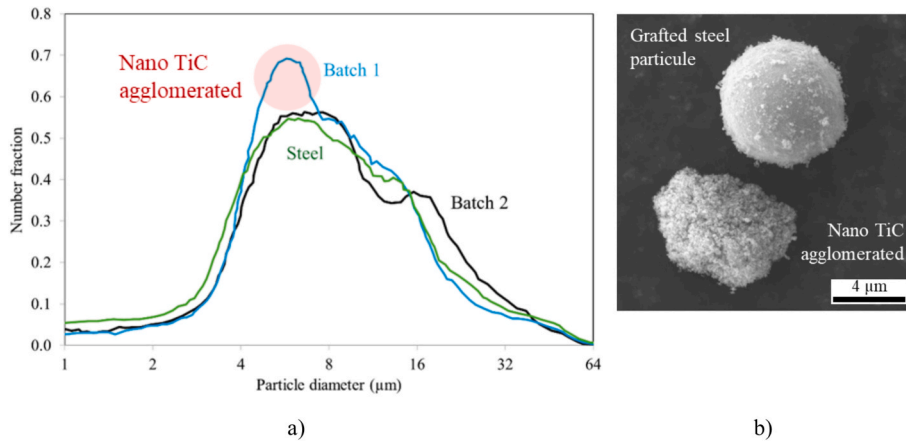 0.8
0.7
0.6
0.5
0.4
0.3
0.2
0.1
0.0
Number fraction
1
2
4
8
16
32
64
Particle diameter (µm)
Nano TiC
agglomerated
Batch 1
Steel
Batch 2
a)
Grafted steel
particule
Nano TiC
agglomerated
4 µm
b)